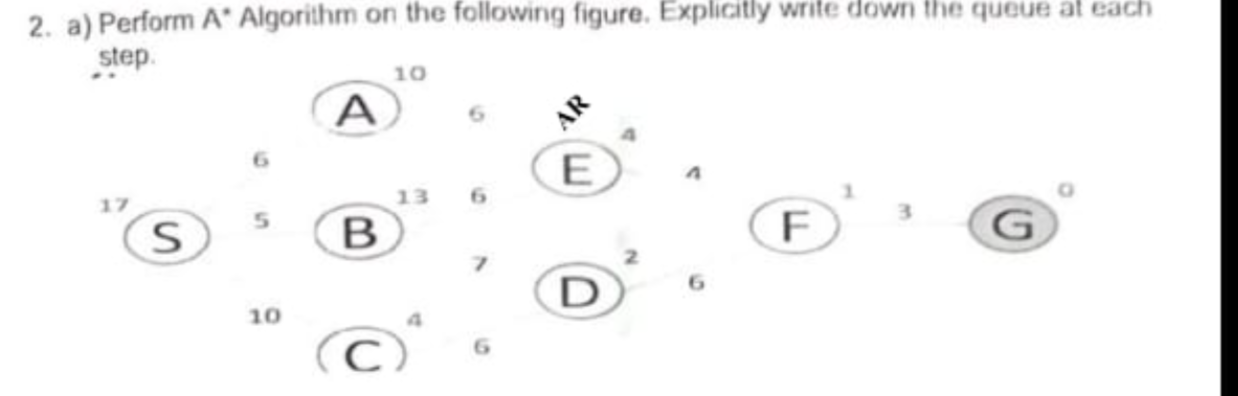 2. a) Perform A* Algorithm on the following figure. Explicitly write down the queue at each
step.
10
A
6
AR
4
E
6
4
17
S
5
13
B
6
1
F
3
0
G
7
2
D
6
10
4
C
6